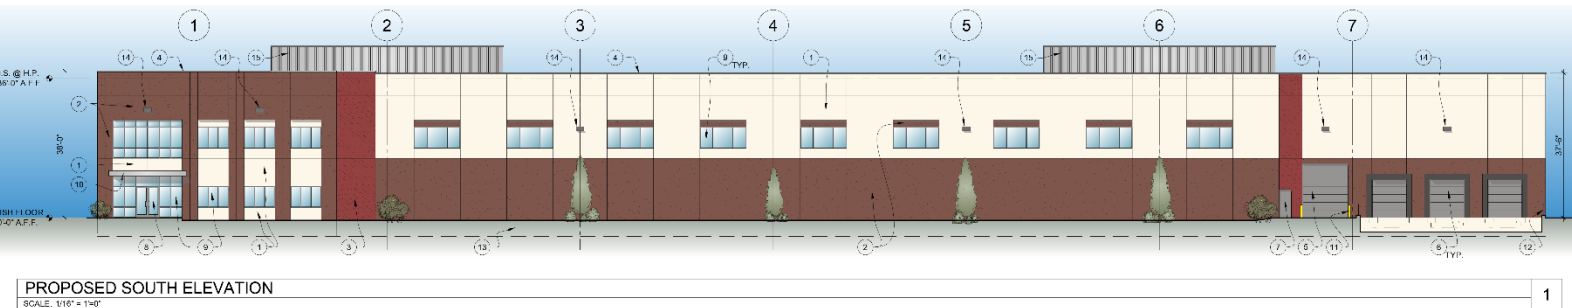 1 2 3 4 5 6 7
14 4 14 15 14 4 9 TYP. 1 14 15 14 14
.S. @ H.P.
36'-0" A.F.F.
2
38'-0"
37'-6"
1
10
ISH FLOOR
0'-0" A.F.F.
8 9 1 3 13 2 7 5 11 6 TYP. 12
PROPOSED SOUTH ELEVATION
1
SCALE: 1/16" = 1'=0"